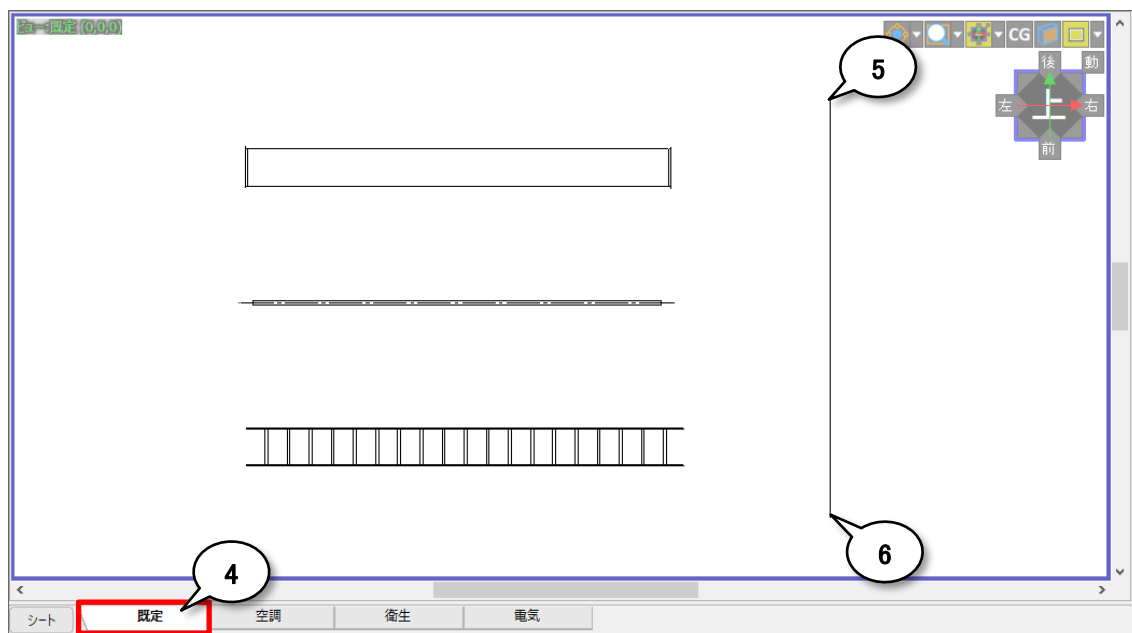 ビュー:既定 (0,0,0)
CG
5
後
動
左
上
右
前
6
4
シート
既定
空調
衛生
電気